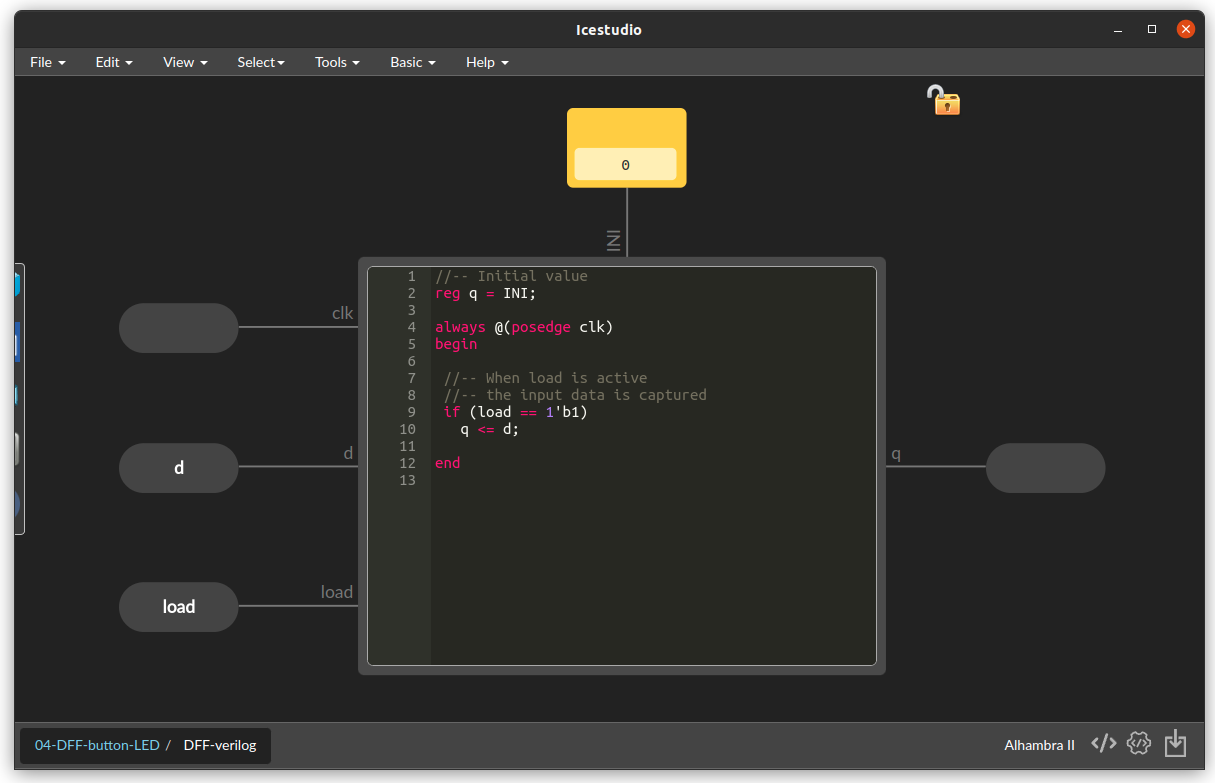 Icestudio
File Edit View Select Tools Basic Help
0
INI
clk
d
d
load
load
q
1 //-- Initial value
2 reg q = INI;
3
4 always @(posedge clk)
5 begin
6
7 //-- When load is active
8 //-- the input data is captured
9 if (load == 1'b1)
10 q <= d;
11
12 end
13
04-DFF-button-LED / DFF-verilog
Alhambra II </> </>